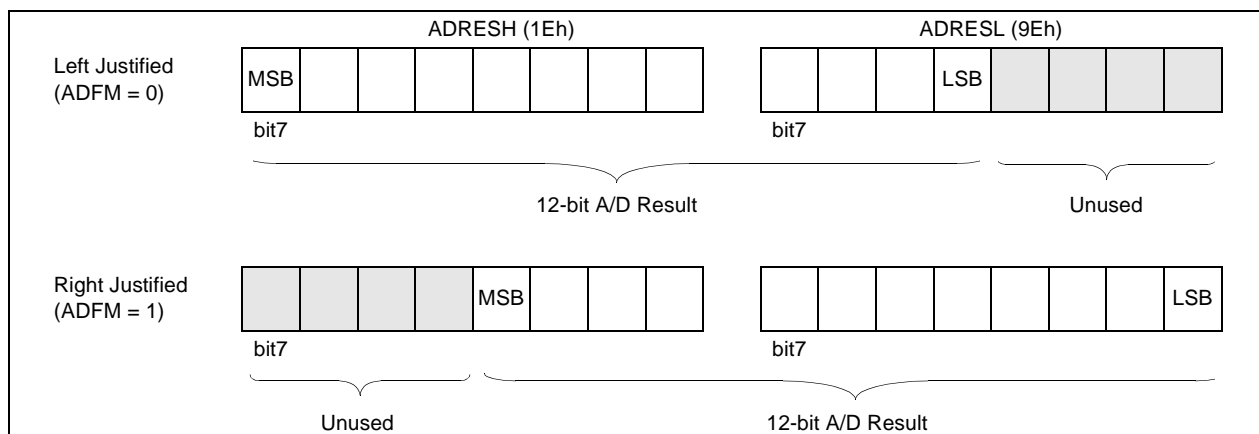 ADRESH (1Eh) ADRESL (9Eh)
Left Justified
(ADFM = 0)
MSB LSB
bit7 bit7
12-bit A/D Result Unused
Right Justified
(ADFM = 1)
MSB LSB
bit7 bit7
Unused 12-bit A/D Result